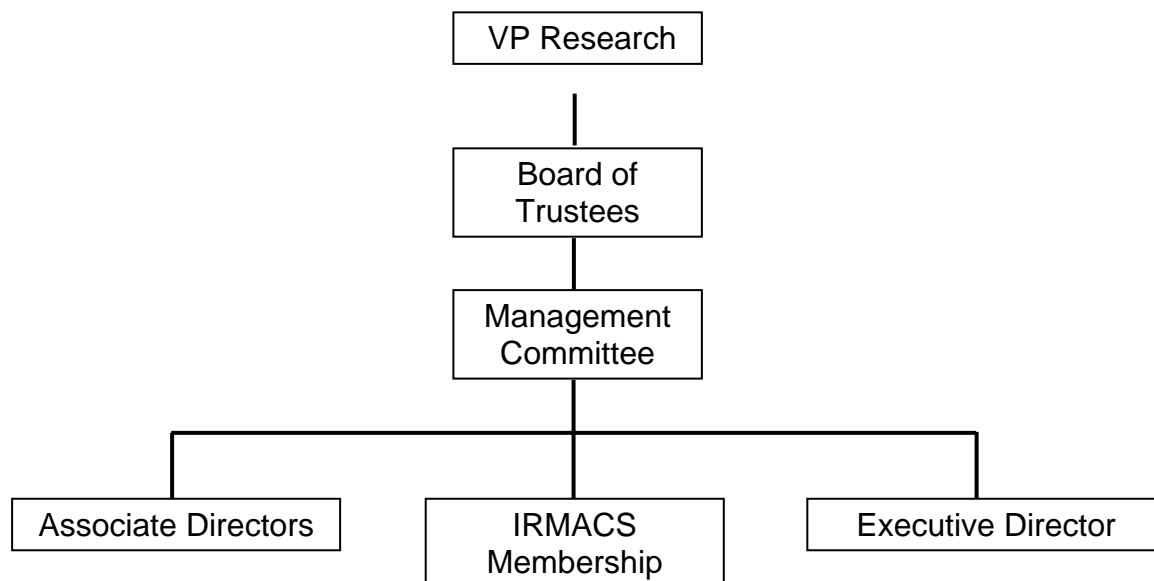 VP Research
Board of
Trustees
Management
Committee
Associate Directors
IRMACS
Membership
Executive Director